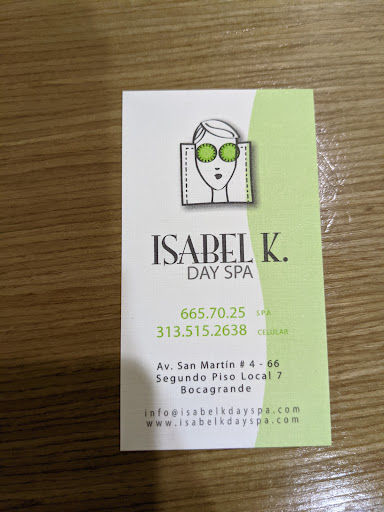 ISABEL K.
DAY SPA
665.70.25 SPA
313.515.2638 CELULAR
Av. San Martín # 4 - 66
Segundo Piso Local 7
Bocagrande
info@isabelkdayspa.com
www.isabelkdayspa.com